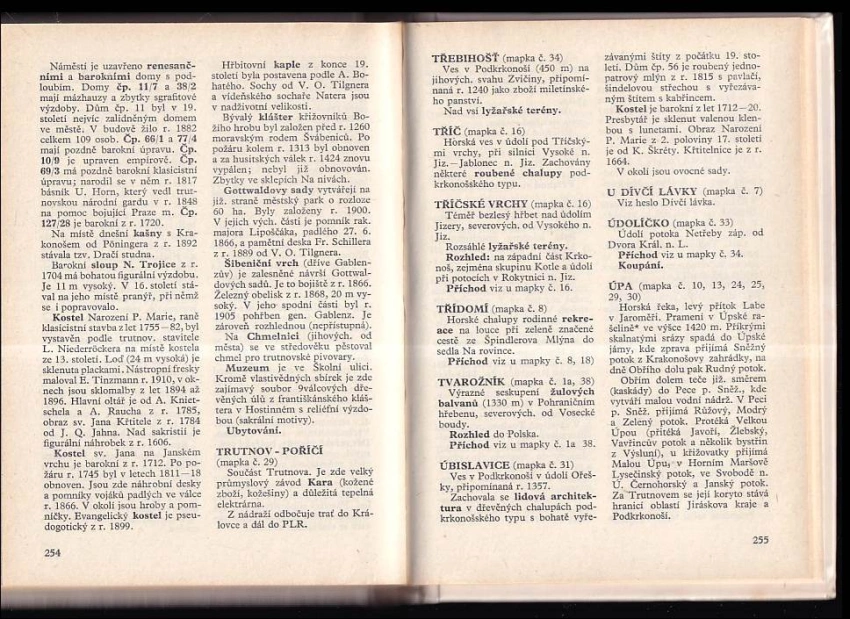 Náměstí je uzavřeno renesanč-
ními a barokními domy s pod-
loubím. Domy čp. 11/7 a 38/2
mají mázhauzy a zbytky sgrafitové
výzdoby. Dům čp. 11 byl v 19.
století nejvíc zalidněným domem
ve městě. V budově žilo r. 1882
celkem 109 osob. Čp. 66/1 a 77/4
mají pozdně barokní úpravu. Čp.
10/9 je upraven empírově. Čp.
69/3 má pozdně barokní klasicistní
úpravu; narodil se v něm r. 1817
básník U. Horn, který vedl trut-
novskou národní gardu v r. 1848
na pomoc bojující Praze m. Čp.
127/28 je barokní z r. 1720.
Na místě dnešní kašny s Kra-
konošem od Pöningera z r. 1892
stávala tzv. Dračí studna.
Barokní sloup N. Trojice z r.
1704 má bohatou figurální výzdobu.
Je 11 m vysoký. V 16. století stá-
val na jeho místě pranýř, při němž
se i popravovalo.
Kostel Narození P. Marie, raně
klasicistní stavba z let 1755–82, byl
vystavěn podle trutnov. stavitele
L. Niederröckera na místě kostela
ze 13. století. Loď (24 m vysoká) je
sklenuta plackami. Nástropní fresky
maloval E. Tinzmann r. 1910, v ok-
nech jsou sklomalby z let 1894 až
1896. Hlavní oltář je od A. Kniet-
schela a A. Raucha z r. 1785,
obraz sv. Jana Křtitele z r. 1784
od J. Q. Jahna. Nad sakristií je
figurální náhrobek z r. 1606.
Kostel sv. Jana na Janském
vrchu je barokní z r. 1712. Po po-
žáru r. 1745 byl v letech 1811–18
obnoven. Jsou zde náhrobní desky
a pomníky vojáků padlých ve válce
r. 1866. V okolí jsou hroby a pom-
níčky. Evangelický kostel je pseu-
dogotický z r. 1899.
254
Hřbitovní kaple z konce 19.
století byla postavena podle A. Bo-
hatého. Sochy od V. O. Tilgnera
a vídeňského sochaře Natera jsou
v nadživotní velikosti.
Bývalý klášter křižovníků Bo-
žího hrobu byl založen před r. 1260
moravským rodem Švábeniců. Po
požáru kolem r. 1313 byl obnoven
a za husitských válek r. 1424 znovu
vypálen; nebyl již obnovován.
Zbytky ve sklepích Na nivách.
Gottwaldovy sady vytvářejí na
již. straně městský park o rozloze
60 ha. Byly založeny r. 1900.
V jejich vých. části je pomník rak.
majora Lipoščáka, padlého 27. 6.
1866, a pamětní deska Fr. Schillera
z r. 1889 od V. O. Tilgnera.
Šibeniční vrch (dříve Gablen-
zův) je zalesněné návrší Gottwal-
dových sadů. Je to bojiště z r. 1866.
Železný obelisk z r. 1868, 20 m vy-
soký. V jeho spodní části byl r.
1905 pohřben gen. Gablenz. Je
zároveň rozhlednou (nepřístupná).
Na Chmelnici (jihových. od
města) se ve středověku pěstoval
chmel pro trutnovské pivovary.
Muzeum je ve Školní ulici.
Kromě vlastivědných sbírek je zde
zajímavý soubor 9válcových dře-
věných úlů z františkánského kláš-
tera v Hostinném s reliéfní výzdo-
bou (sakrální motivy).
Ubytování.
TRUTNOV - POŘÍČÍ
(mapka č. 29)
Součást Trutnova. Je zde velký
průmyslový závod Kara (kožené
zboží, kožešiny) a důležitá tepelná
elektrárna.
Z nádraží odbočuje trať do Krá-
lovce a dál do PLR.
TŘEBIHOŠŤ (mapka č. 34)
Ves v Podkrkonoší (450 m) na
jihových. svahu Zvičiny, připomí-
naná r. 1240 jako zboží miletínské-
ho panství.
Nad vsí lyžařské terény.
TŘÍČ (mapka č. 16)
Horská ves v údolí pod Tříčský-
mi vrchy, při silnici Vysoké n.
Jiz.–Jablonec n. Jiz. Zachovány
některé roubené chalupy pod-
krkonošského typu.
TŘÍČSKÉ VRCHY (mapka č. 16)
Téměř bezlesý hřbet nad údolím
Jizery, severových. od Vysokého n.
Jiz.
Rozsáhlé lyžařské terény.
Rozhled: na západní část Krko-
noš, zejména skupinu Kotle a údolí
při potocích v Rokytnici n. Jiz.
Příchod viz u mapky č. 16.
TŘÍDOMÍ (mapka č. 8)
Horské chalupy rodinné rekre-
ace na louce při zeleně značené
cestě ze Špindlerova Mlýna do
sedla Na rovince.
Příchod viz u mapky č. 8, 18)
TVAROŽNÍK (mapka č. 1a, 38)
Výrazné seskupení žulových
balvanů (1330 m) v Pohraničním
hřebenu, severových. od Vosecké
boudy.
Rozhled do Polska.
Příchod viz u mapky č. 1a 38.
ÚBISLAVICE (mapka č. 31)
Ves v Podkrkonoší v údolí Oleš-
ky, připomínaná r. 1357.
Zachovala se lidová architek-
tura v dřevěných chalupách pod-
krkonošského typu s bohatě vyře-
závanými štíty z počátku 19. sto-
letí. Dům čp. 56 je roubený jedno-
patrový mlýn z r. 1815 s pavlačí,
šindelovou střechou s vyřezáva-
ným štítem s kabřincem.
Kostel je barokní z let 1712–20.
Presbytář je sklenut valenou klen-
bou s lunetami. Obraz Narození
P. Marie z 2. poloviny 17. století
je od K. Škréty. Křtitelnice je z r.
1664.
V okolí jsou ovocné sady.
U DÍVČÍ LÁVKY (mapka č. 7)
Viz heslo Dívčí lávka.
ÚDOLÍČKO (mapka č. 33)
Údolí potoka Netřeby záp. od
Dvora Král. n. L.
Příchod viz u mapky č. 34.
Koupání.
ÚPA (mapka č. 10, 13, 24, 25,
29, 30)
Horská řeka, levý přítok Labe
v Jaroměři. Pramení v Úpské ra-
šelině* ve výšce 1420 m. Příkrými
skalnatými srázy spadá do Úpské
jámy, kde zprava přijímá Sněžný
potok z Krakonošovy zahrádky, na
dně Obřího dolu pak Rudný potok.
Obřím dolem teče již. směrem
(kaskády) do Pece p. Sněž., kde
vytváří malou vodní nádrž. V Peci
p. Sněž. přijímá Růžový, Modrý
a Zelený potok. Protéká Velkou
Úpou (přítéká Javoří, Žlebský,
Vavřincův potok a několik bystřin
z Výsluní), u křižovatky přijímá
Malou Úpu, v Horním Maršově
Lysečinský potok, ve Svobodě n.
Ú. Černohorský a Janský potok.
Za Trutnovem se její koryto stává
hranicí oblastí Jiráskova kraje a
Podkrkonoší.
255